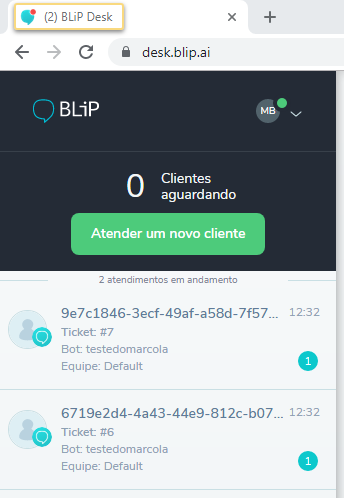 (2) BLiP Desk
desk.blip.ai
BLiP
MB
0 Clientes
aguardando
Atender um novo cliente
2 atendimentos em andamento
9e7c1846-3ecf-49af-a58d-7f57... 12:32
Ticket: #7
Bot: testedomarcola
1
Equipe: Default
6719e2d4-4a43-44e9-812c-b07... 12:32
Ticket: #6
Bot: testedomarcola
1
Equipe: Default